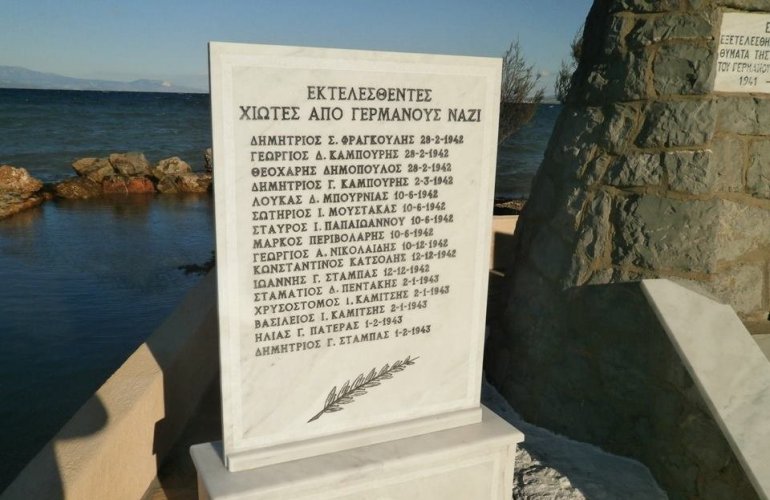 ΕΚΤΕΛΕΣΘΕΝΤΕΣ
ΧΙΩΤΕΣ ΑΠΟ ΓΕΡΜΑΝΟΥΣ ΝΑΖΙ
ΔΗΜΗΤΡΙΟΣ Σ. ΦΡΑΓΚΟΥΛΗΣ 28-2-1942
ΓΕΩΡΓΙΟΣ Δ. ΚΑΜΠΟΥΡΗΣ 28-2-1942
ΘΕΟΧΑΡΗΣ ΔΗΜΟΠΟΥΛΟΣ 28-2-1942
ΔΗΜΗΤΡΙΟΣ Γ. ΚΑΜΠΟΥΡΗΣ 2-3-1942
ΛΟΥΚΑΣ Δ. ΜΠΟΥΡΝΙΑΣ 10-6-1942
ΣΩΤΗΡΙΟΣ Ι. ΜΟΥΣΤΑΚΑΣ 10-6-1942
ΣΤΑΥΡΟΣ Ι. ΠΑΠΑΙΩΑΝΝΟΥ 10-6-1942
ΜΑΡΚΟΣ ΠΕΡΙΒΟΛΑΡΗΣ 10-6-1942
ΓΕΩΡΓΙΟΣ Α. ΝΙΚΟΛΑΙΔΗΣ 10-12-1942
ΚΩΝΣΤΑΝΤΙΝΟΣ ΚΑΤΣΟΛΗΣ 12-12-1942
ΙΩΑΝΝΗΣ Γ. ΣΤΑΜΠΑΣ 12-12-1942
ΣΤΑΜΑΤΙΟΣ Δ. ΠΕΝΤΑΚΗΣ 2-1-1943
ΧΡΥΣΟΣΤΟΜΟΣ Ι. ΚΑΜΙΤΣΗΣ 2-1-1943
ΒΑΣΙΛΕΙΟΣ Ι. ΚΑΜΙΤΣΗΣ 2-1-1943
ΗΛΙΑΣ Γ. ΠΑΤΕΡΑΣ 1-2-1943
ΔΗΜΗΤΡΙΟΣ Γ. ΣΤΑΜΠΑΣ 1-2-1943
ΕΞΕΤΕΛΕΣΘΗ
ΘΥΜΑΤΑ ΤΗΣ
ΤΟΥ ΓΕΡΜΑΝΟ
1941